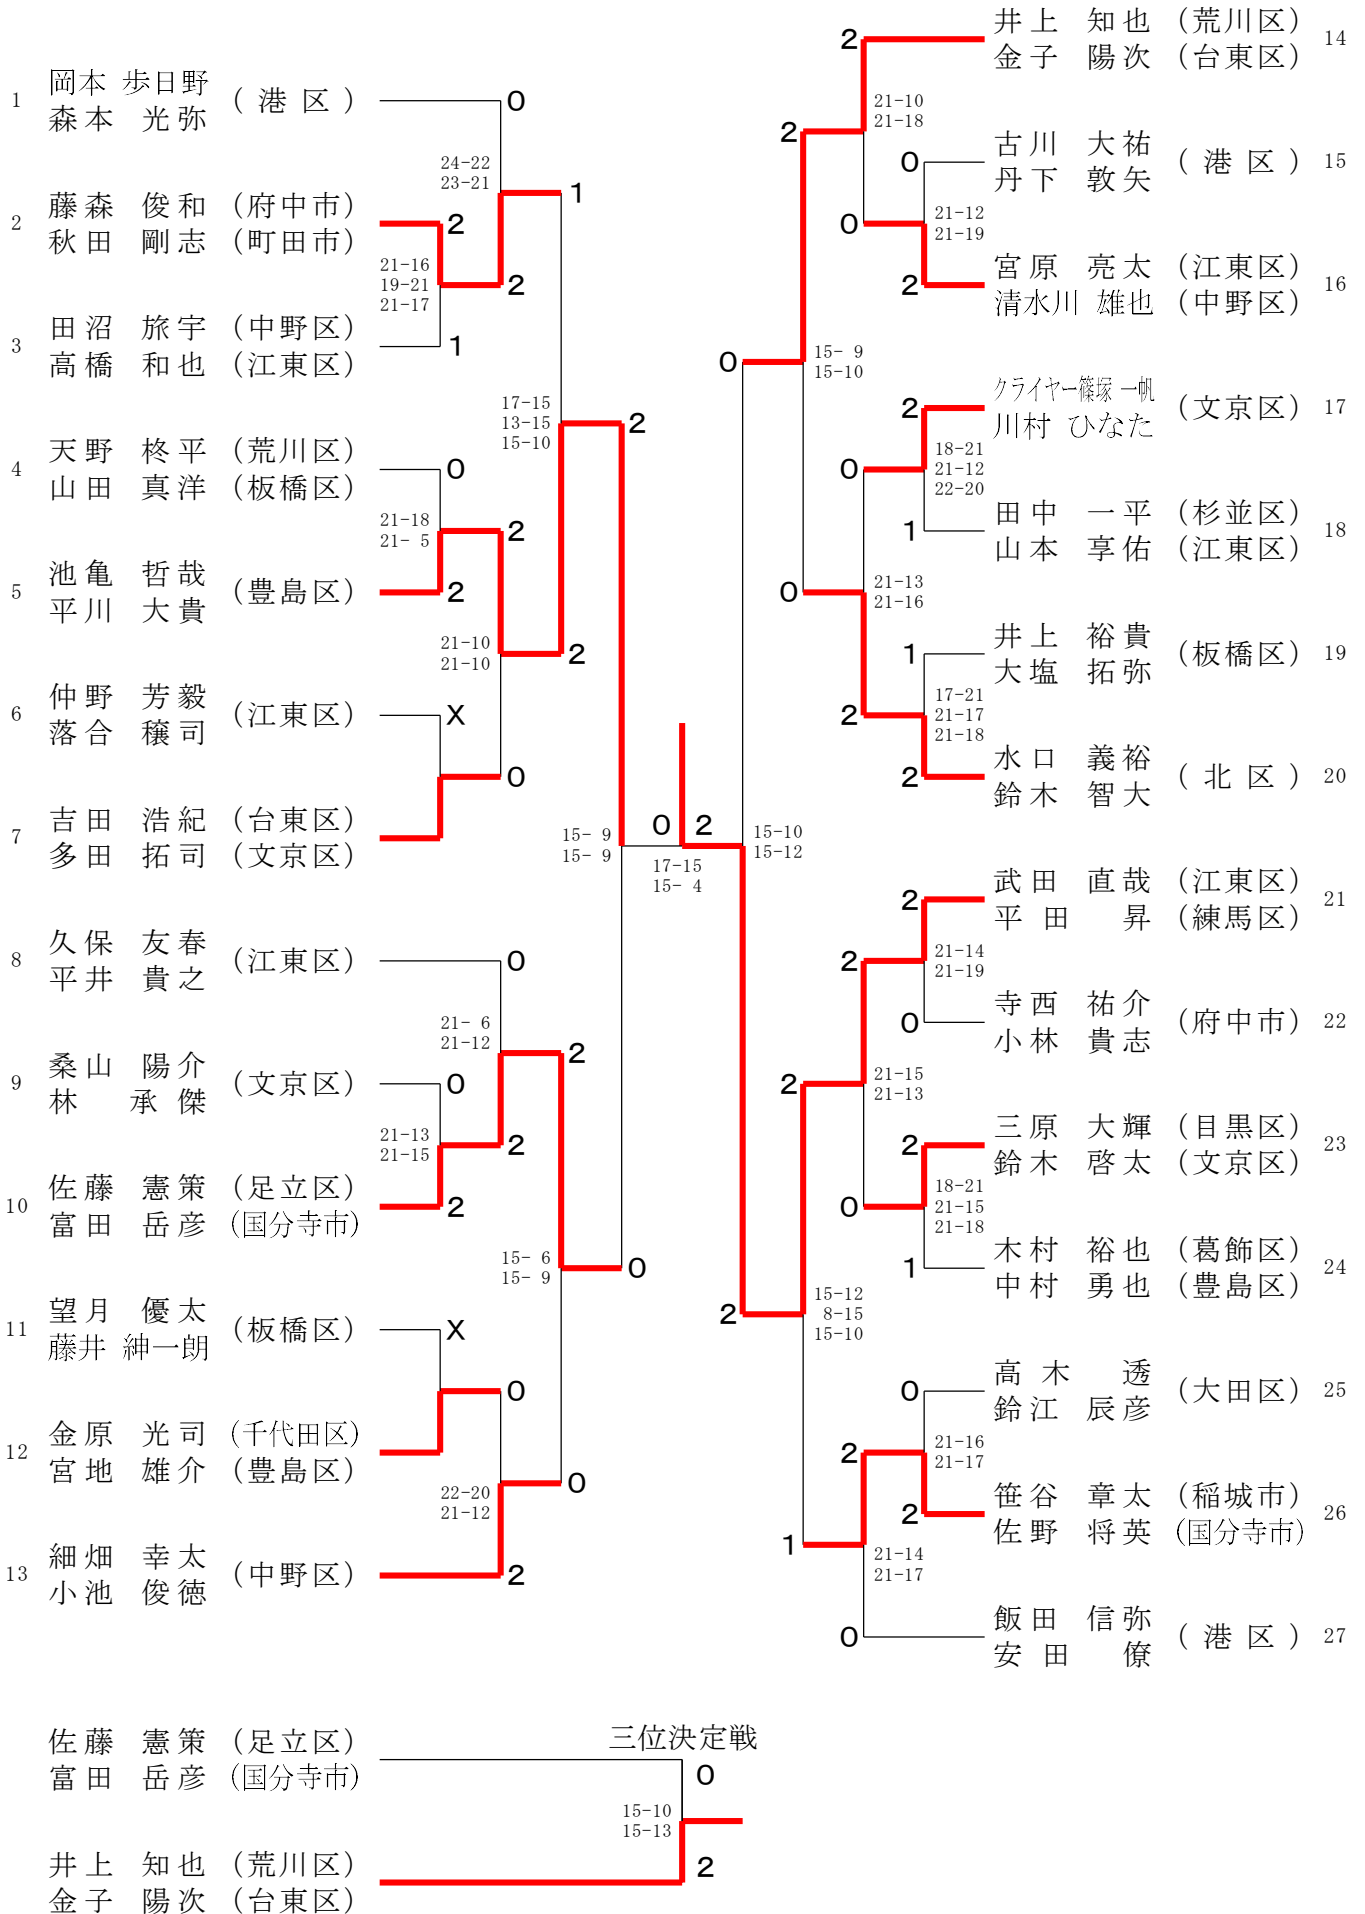 1 岡本 歩日野 (港区)
森本 光弥
0
24-22
23-21
1
2 藤森 俊和 (府中市)
秋田 剛志 (町田市)
2
21-16
19-21
21-17
2
3 田沼 旅宇 (中野区)
高橋 和也 (江東区)
1
17-15
13-15
15-10
2
4 天野 柊平 (荒川区)
山田 真洋 (板橋区)
0
21-18
21- 5
2
5 池亀 哲哉 (豊島区)
平川 大貴
2
21-10
21-10
2
6 仲野 芳毅 (江東区)
落合 穣司
X
0
7 吉田 浩紀 (台東区)
多田 拓司 (文京区)
15- 9
15- 9
0 2
17-15
15- 4
8 久保 友春 (江東区)
平井 貴之
0
21- 6
21-12
2
9 桑山 陽介 (文京区)
林 承傑
0
21-13
21-15
2
10 佐藤 憲策 (足立区)
富田 岳彦 (国分寺市)
2
15- 6
15- 9
0
11 望月 優太 (板橋区)
藤井 紳一朗
X
0
12 金原 光司 (千代田区)
宮地 雄介 (豊島区)
22-20
21-12
0
13 細畑 幸太 (中野区)
小池 俊徳
2
2 井上 知也 (荒川区) 14
金子 陽次 (台東区)
21-10
21-18
2
0 古川 大祐 (港区) 15
丹下 敦矢
21-12
21-19
0
2 宮原 亮太 (江東区) 16
清水川 雄也 (中野区)
0
15- 9
15-10
2 クライヤー篠塚 一帆 (文京区) 17
川村 ひなた
18-21
21-12
22-20
0
1 田中 一平 (杉並区) 18
山本 享佑 (江東区)
21-13
21-16
0
1 井上 裕貴 (板橋区) 19
大塩 拓弥
17-21
21-17
21-18
2
2 水口 義裕 (北区) 20
鈴木 智大
15-10
15-12
2 武田 直哉 (江東区) 21
平田 昇 (練馬区)
21-14
21-19
2
0 寺西 祐介 (府中市) 22
小林 貴志
21-15
21-13
2
2 三原 大輝 (目黒区) 23
鈴木 啓太 (文京区)
18-21
21-15
21-18
0
1 木村 裕也 (葛飾区) 24
中村 勇也 (豊島区)
15-12
8-15
15-10
2
0 高木 透 (大田区) 25
鈴江 辰彦
21-16
21-17
2
2 笹谷 章太 (稲城市) 26
佐野 将英 (国分寺市)
1
21-14
21-17
0 飯田 信弥 (港区) 27
安田 僚
三位決定戦
佐藤 憲策 (足立区)
富田 岳彦 (国分寺市)
0
15-10
15-13
2
井上 知也 (荒川区)
金子 陽次 (台東区)